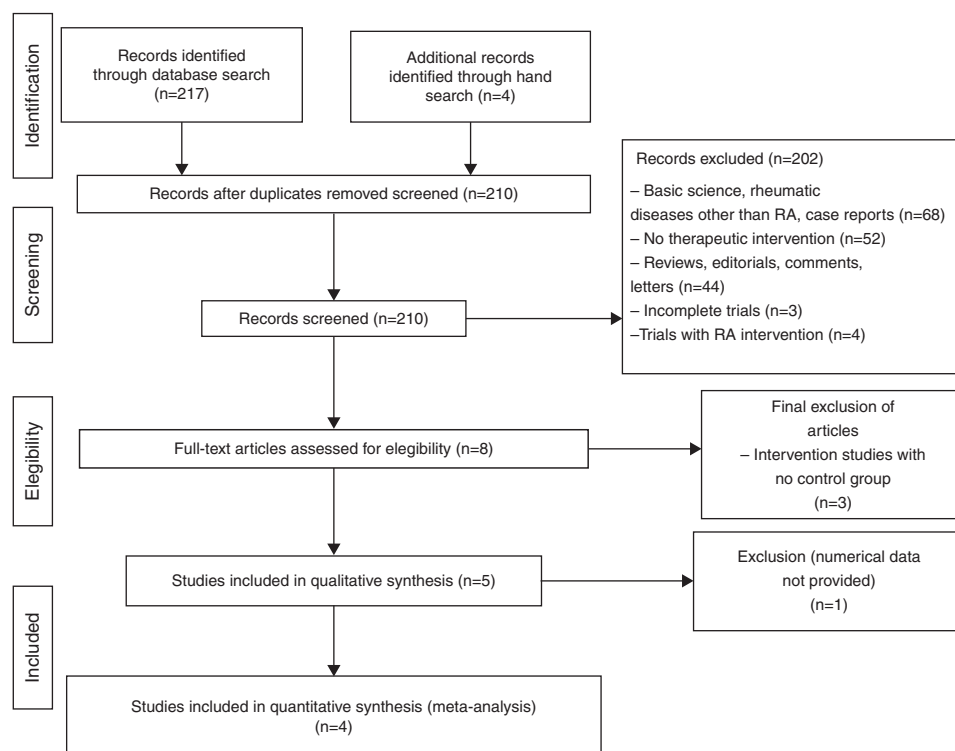 Identification
Records identified
through database search
(n=217)
Additional records
identified through hand
search (n=4)
Records after duplicates removed screened (n=210)
Screening
Records screened (n=210)
Records excluded (n=202)
– Basic science, rheumatic
diseases other than RA, case reports (n=68)
– No therapeutic intervention (n=52)
– Reviews, editorials, comments,
letters (n=44)
– Incomplete trials (n=3)
–Trials with RA intervention (n=4)
Elegibility
Full-text articles assessed for elegibility (n=8)
Final exclusion of
articles
– Intervention studies with
no control group
(n=3)
Studies included in qualitative synthesis (n=5)
Exclusion (numerical data
not provided)
(n=1)
Included
Studies included in quantitative synthesis (meta-analysis)
(n=4)